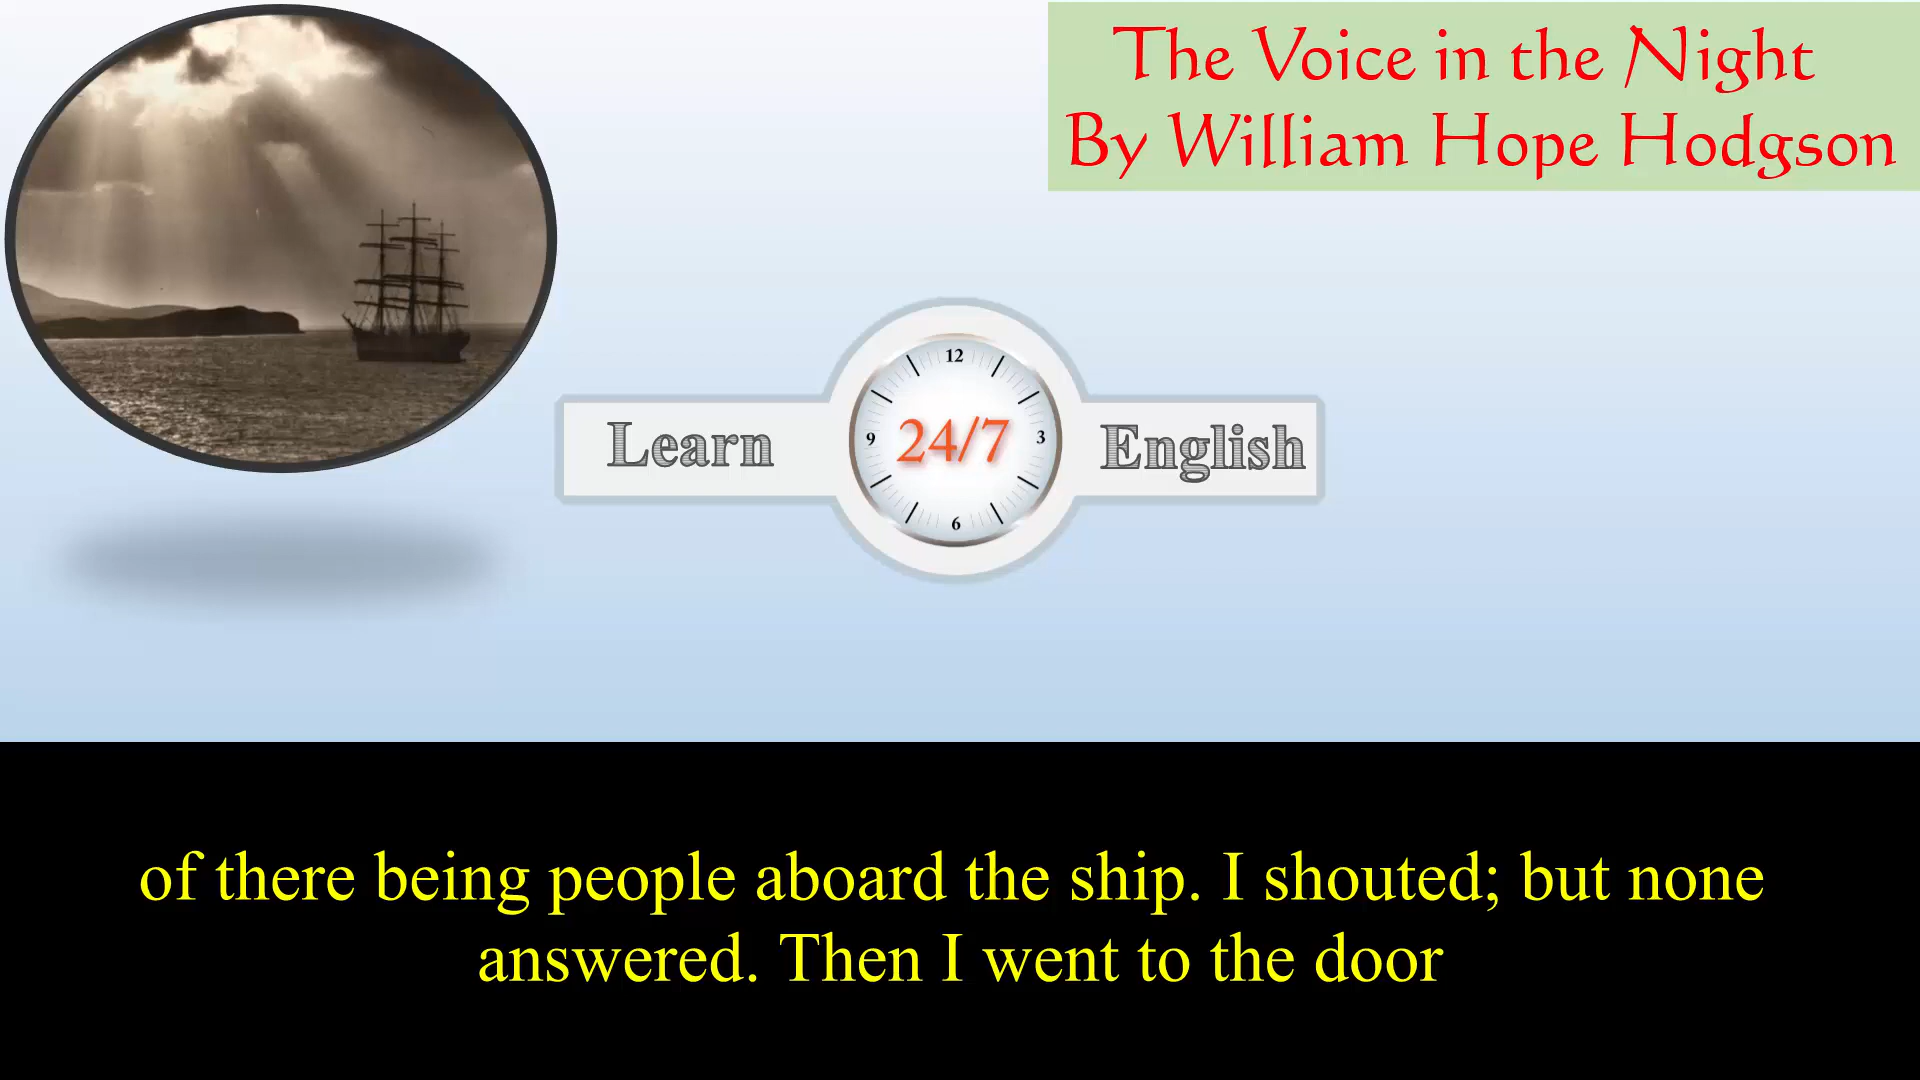 The Voice in the Night
By William Hope Hodgson
12
Learn
9
24/7
3
English
6
of there being people aboard the ship. I shouted; but none
answered. Then I went to the door